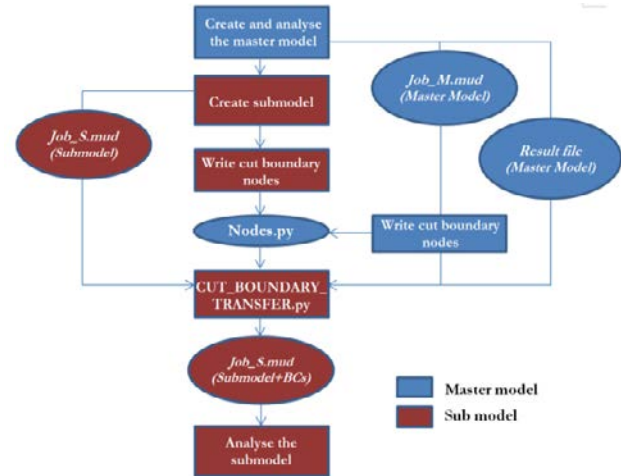 Create and analyse
the master model
Job_M.mud
(Master Model)
Create submodel
Job_S.mud
(Submodel)
Result file
(Master Model)
Write cut boundary
nodes
Nodes.py
Write cut boundary
nodes
CUT_BOUNDARY_
TRANSFER.py
Job_S.mud
(Submodel+BCs)
Master model
Sub model
Analyse the
submodel